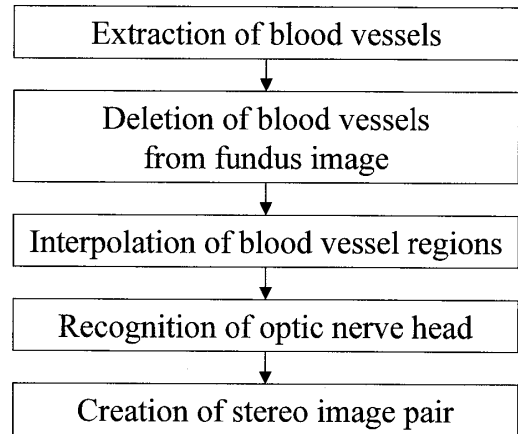 Extraction of blood vessels
Deletion of blood vessels
from fundus image
Interpolation of blood vessel regions
Recognition of optic nerve head
Creation of stereo image pair